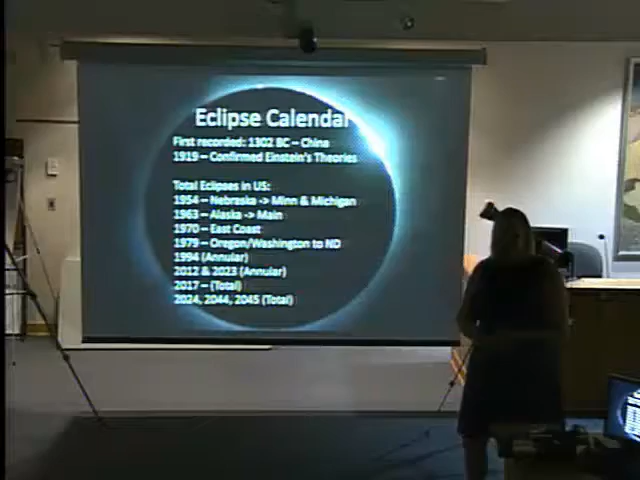 Eclipse Calendar
First recorded: 1302 BC – China
1919 – Confirmed Einstein's Theories
Total Eclipses in US:
1954 – Nebraska -> Minn & Michigan
1963 – Alaska -> Main
1970 – East Coast
1979 – Oregon/Washington to ND
1994 (Annular)
2012 & 2023 (Annular)
2017 – (Total)
2024, 2044, 2045 (Total)